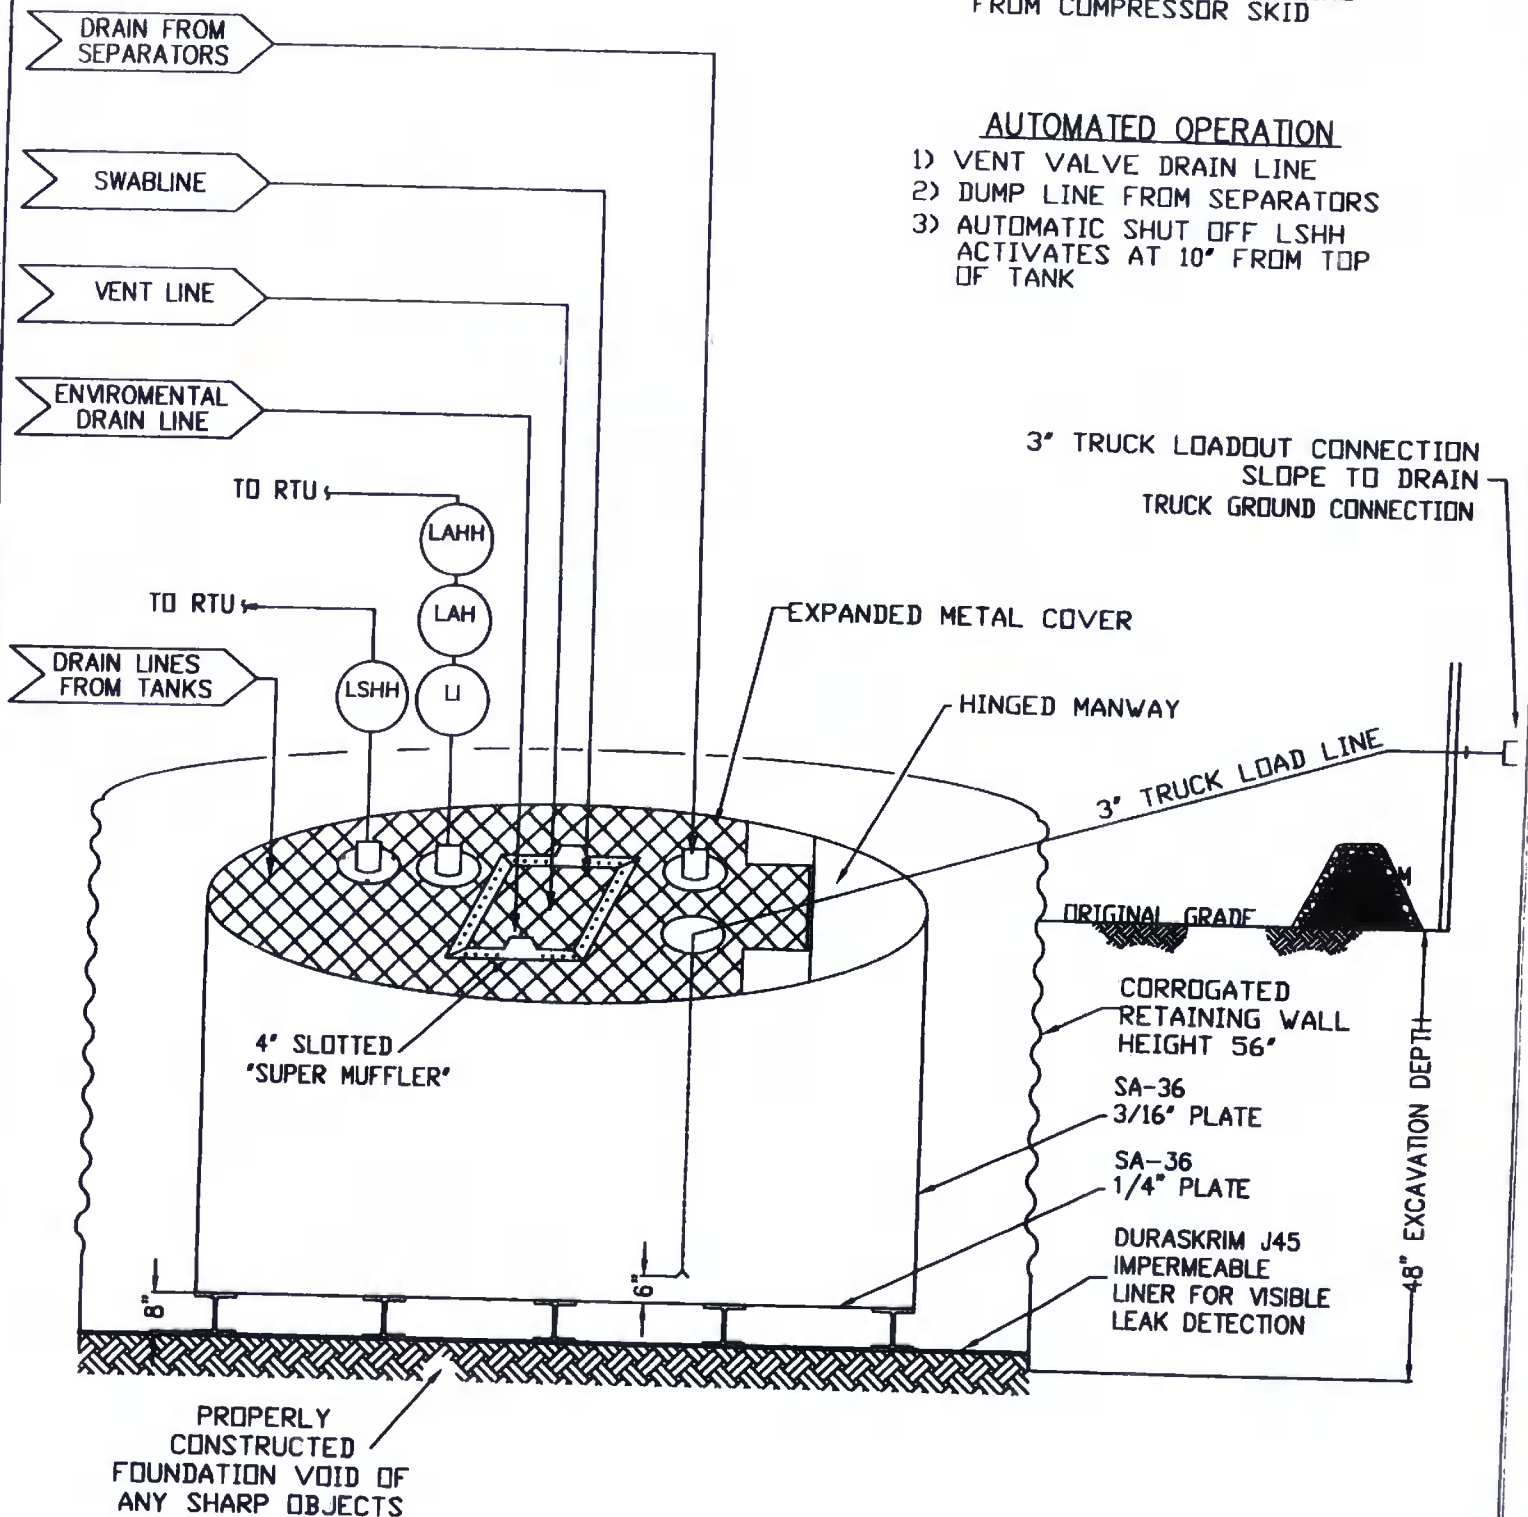 FROM COMPRESSOR SKID
DRAIN FROM
SEPARATORS
AUTOMATED OPERATION
1) VENT VALVE DRAIN LINE
2) DUMP LINE FROM SEPARATORS
3) AUTOMATIC SHUT OFF LSHH
ACTIVATES AT 10" FROM TOP
OF TANK
SWABLINE
VENT LINE
ENVIROMENTAL
DRAIN LINE
3" TRUCK LOADOUT CONNECTION
SLOPE TO DRAIN
TRUCK GROUND CONNECTION
TO RTU
LAHH
TO RTU
LAH
EXPANDED METAL COVER
DRAIN LINES
FROM TANKS
LSHH
LI
HINGED MANWAY
3" TRUCK LOAD LINE
M
ORIGINAL GRADE
CORROGATED
RETAINING WALL
HEIGHT 56"
4" SLOTTED
"SUPER MUFFLER"
SA-36
3/16" PLATE
SA-36
1/4" PLATE
48" EXCAVATION DEPTH
DURASKRIM J45
IMPERMEABLE
LINER FOR VISIBLE
LEAK DETECTION
8"
6"
PROPERLY
CONSTRUCTED
FOUNDATION VOID OF
ANY SHARP OBJECTS